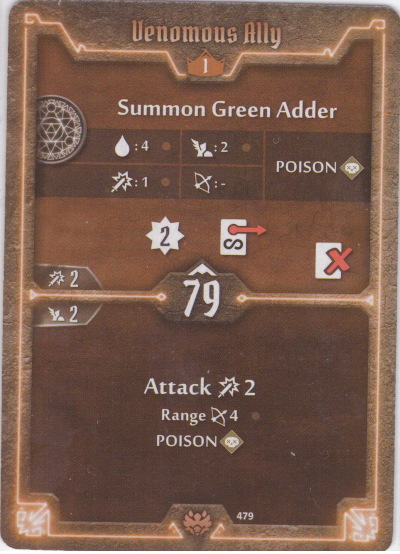 Venomous Ally
1
Summon Green Adder
:4 :2
POISON
:1 :-
2
2
79
2
Attack 2
Range 4
POISON
479